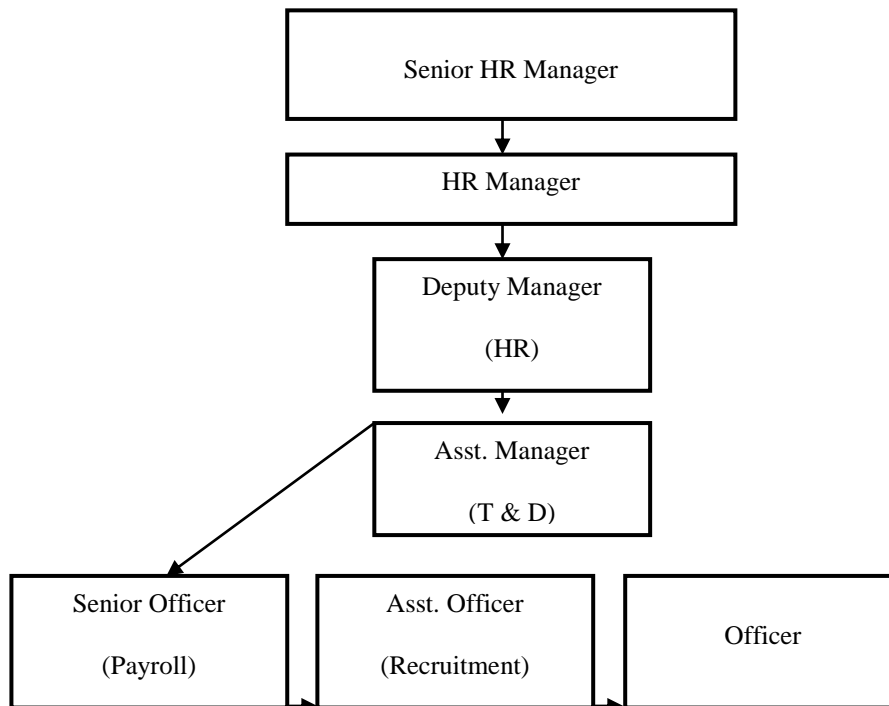 Senior HR Manager
HR Manager
Deputy Manager
(HR)
Asst. Manager
(T & D)
Senior Officer
(Payroll)
Asst. Officer
(Recruitment)
Officer